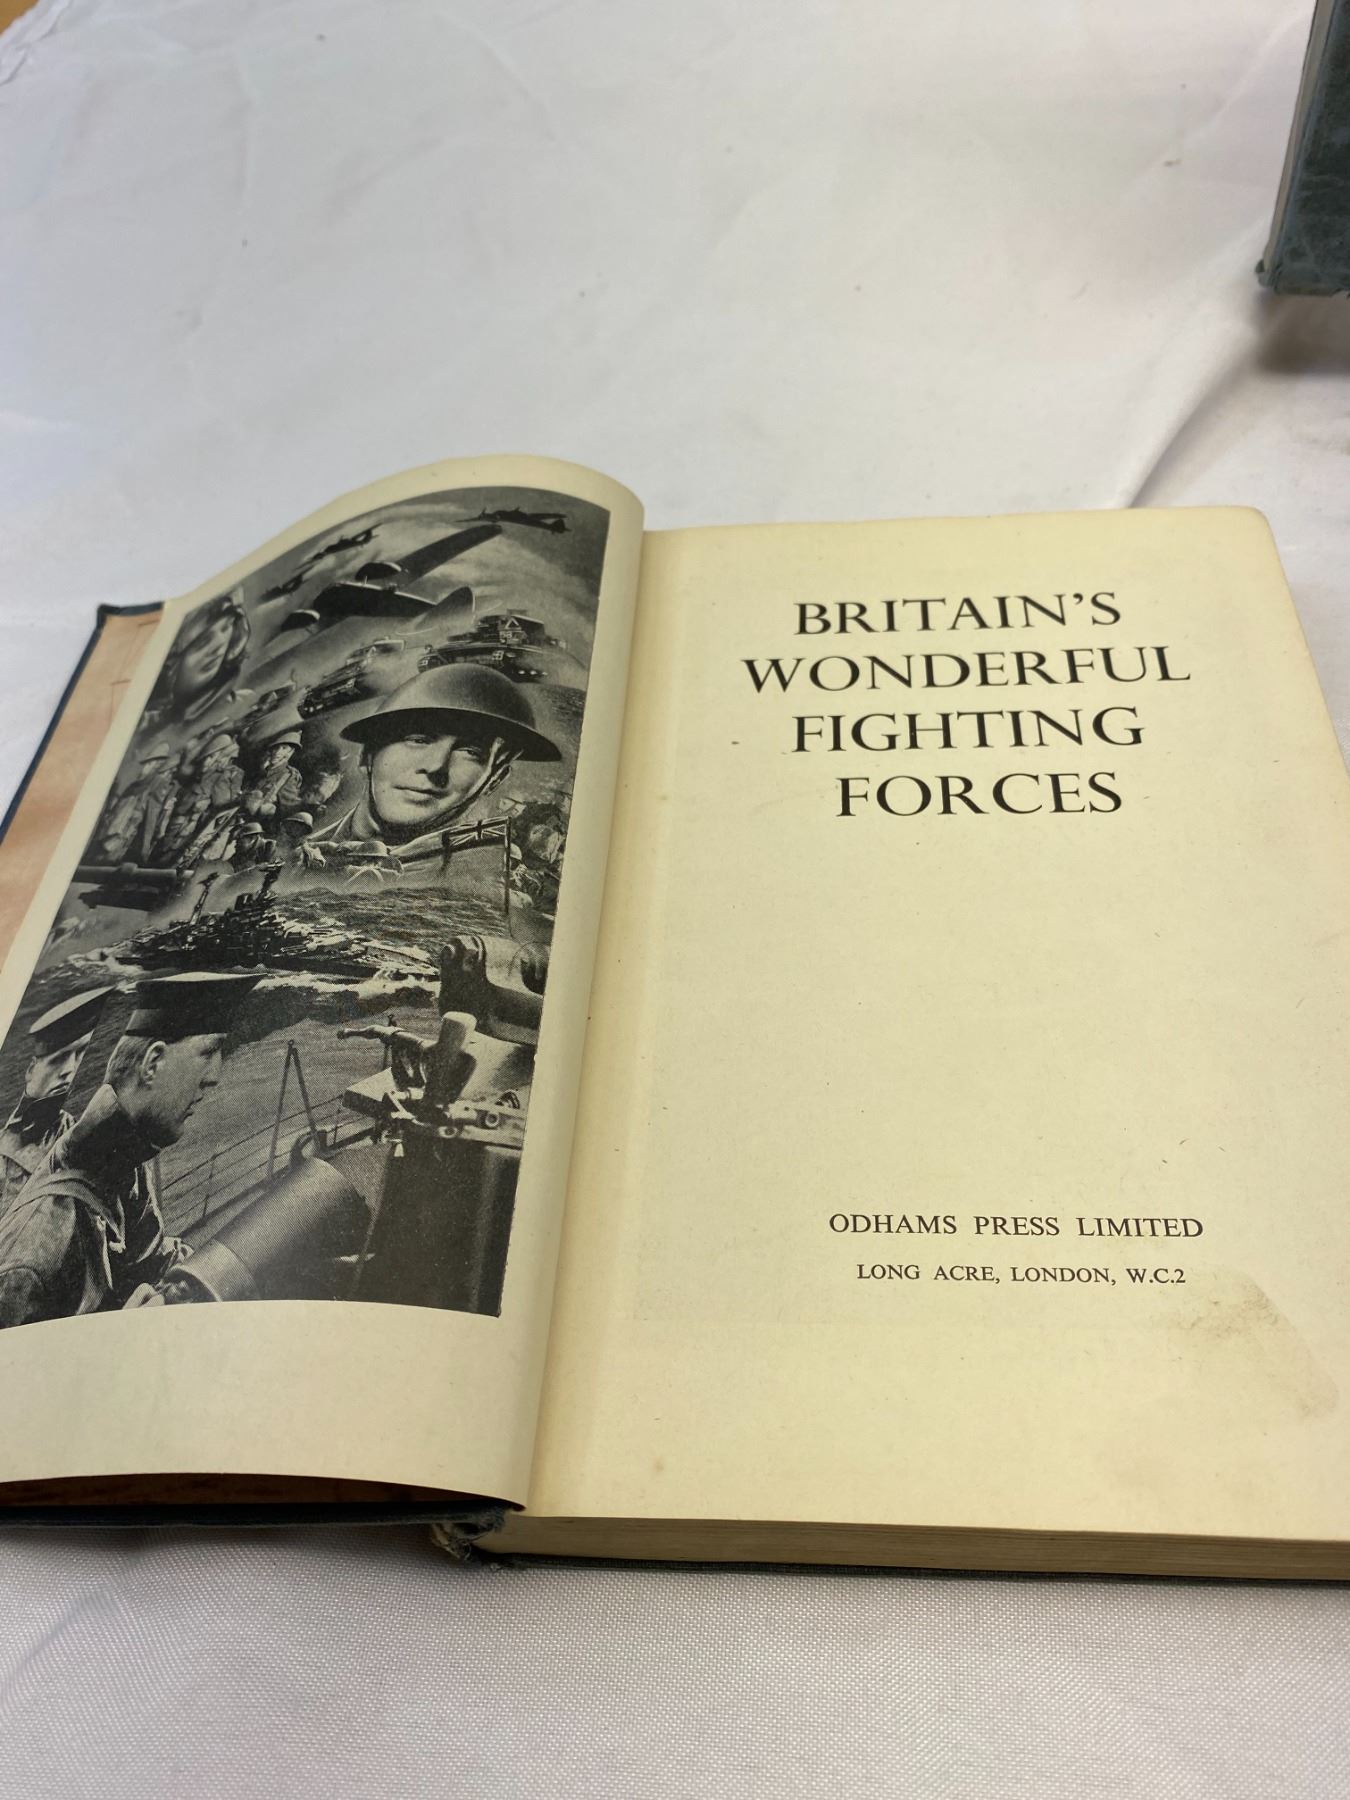 BRITAIN'S
WONDERFUL
FIGHTING
FORCES
ODHAMS PRESS LIMITED
LONG ACRE, LONDON, W.C.2